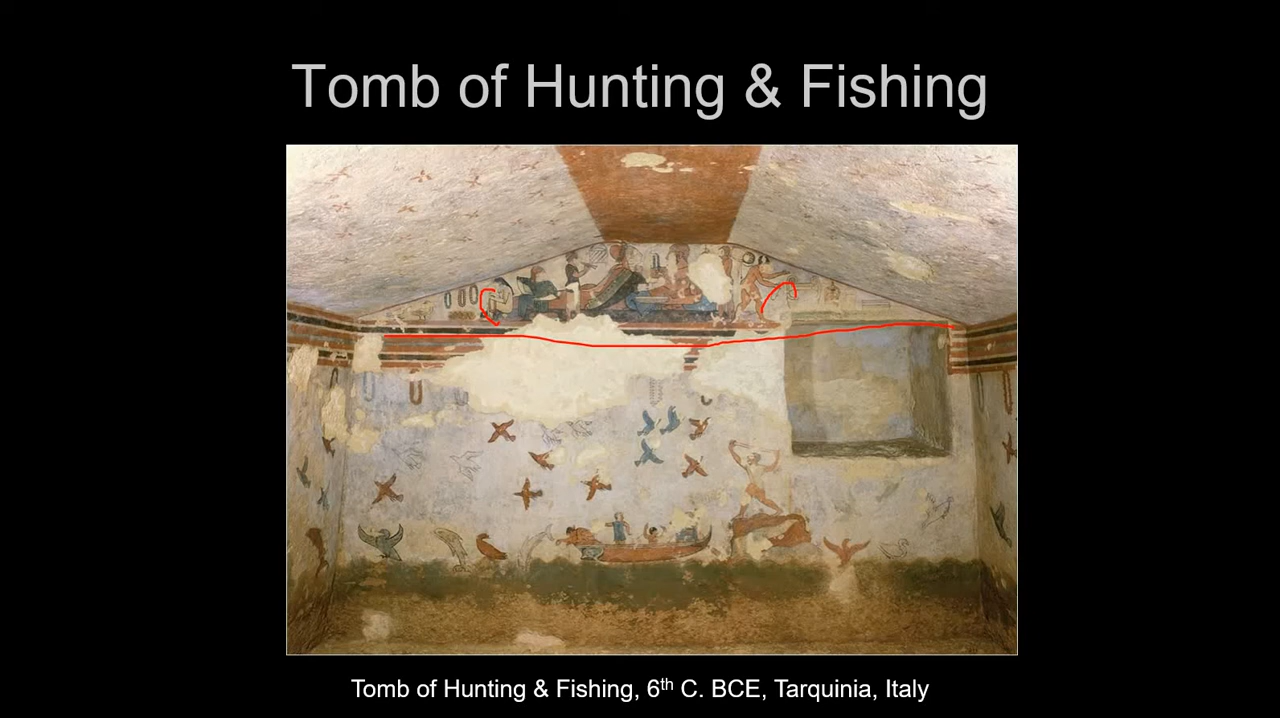 Tomb of Hunting & Fishing
Tomb of Hunting & Fishing, 6th C. BCE, Tarquinia, Italy